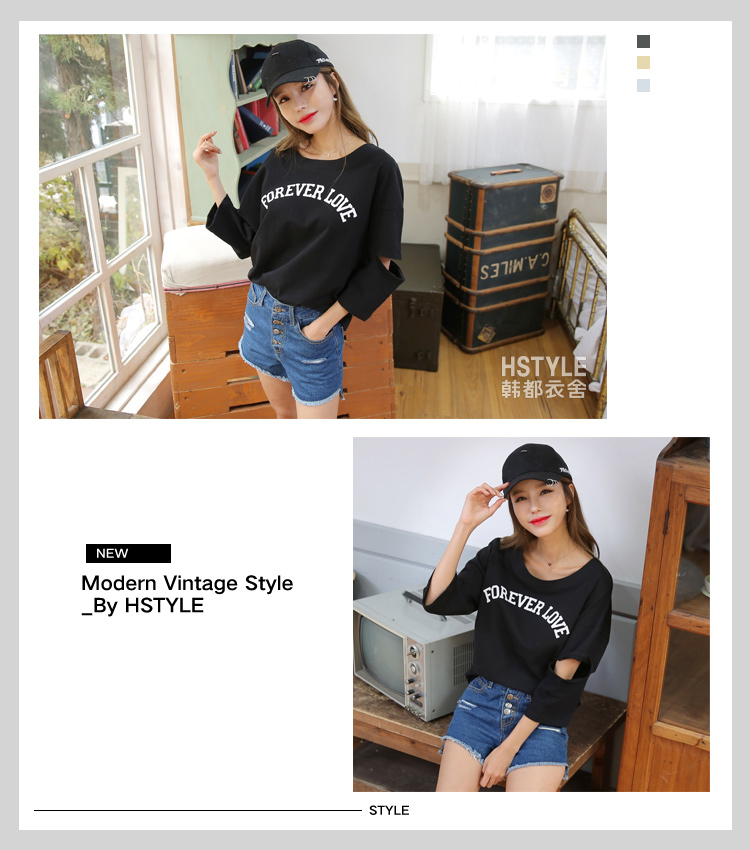 FOREVER LOVE
C.A.MILES
HSTYLE
韩都衣舍
NEW
Modern Vintage Style
_By HSTYLE
FOREVER LOVE
STYLE